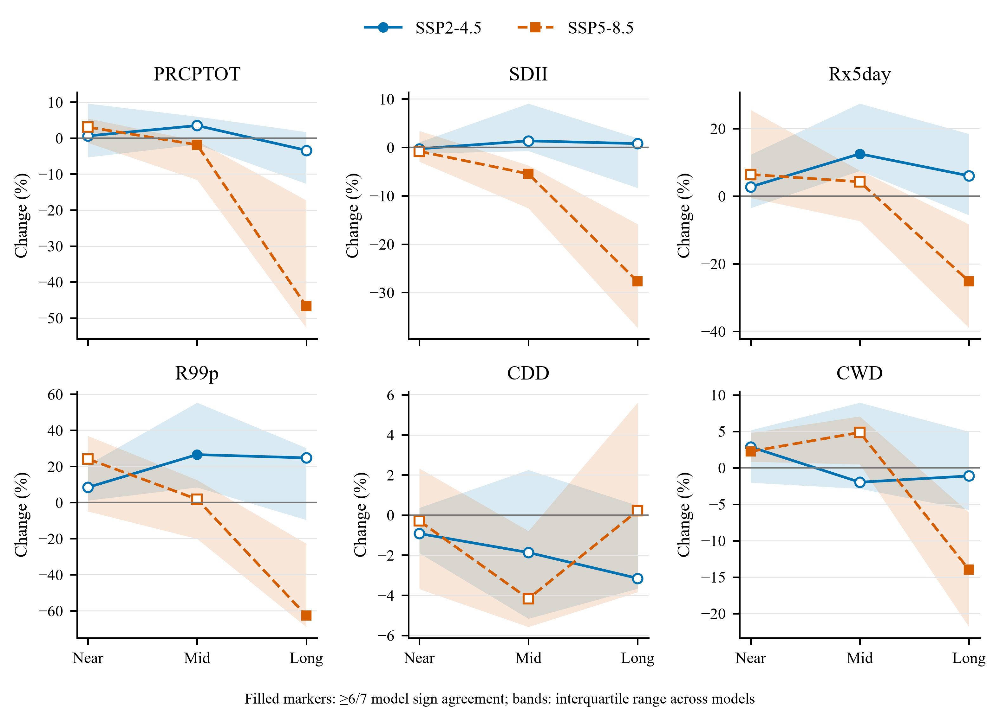 SSP2-4.5 SSP5-8.5
PRCPTOT
Change (%)
10
0
−10
−20
−30
−40
−50
SDII
Change (%)
10
0
−10
−20
−30
Rx5day
Change (%)
20
0
−20
−40
R99p
Change (%)
60
40
20
0
−20
−40
−60
Near Mid Long
CDD
Change (%)
6
4
2
0
−2
−4
−6
Near Mid Long
CWD
Change (%)
10
5
0
−5
−10
−15
−20
Near Mid Long
Filled markers: ≥6/7 model sign agreement; bands: interquartile range across models